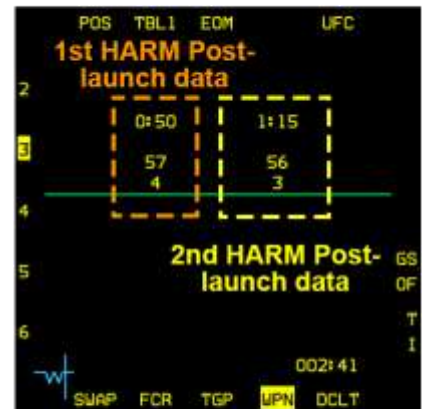 POS TBL1 EOM UFC
1st HARM Post-
launch data
2
0:50 1:15
3
57 56
4 3
4
2nd HARM Post-
launch data
GS
5
OF
T
6
I
002:41
W
SWAP FCR TGP WPN DCLT